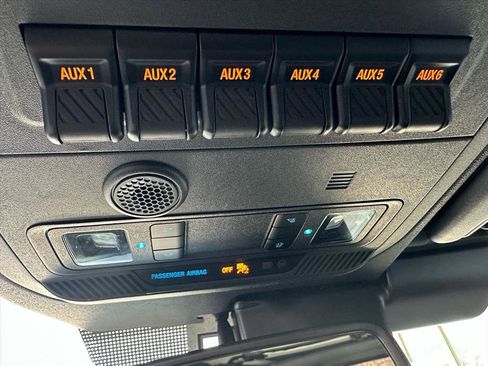 AUX1 AUX2 AUX3 AUX4 AUX5 AUX6
PASSENGER AIRBAG OFF